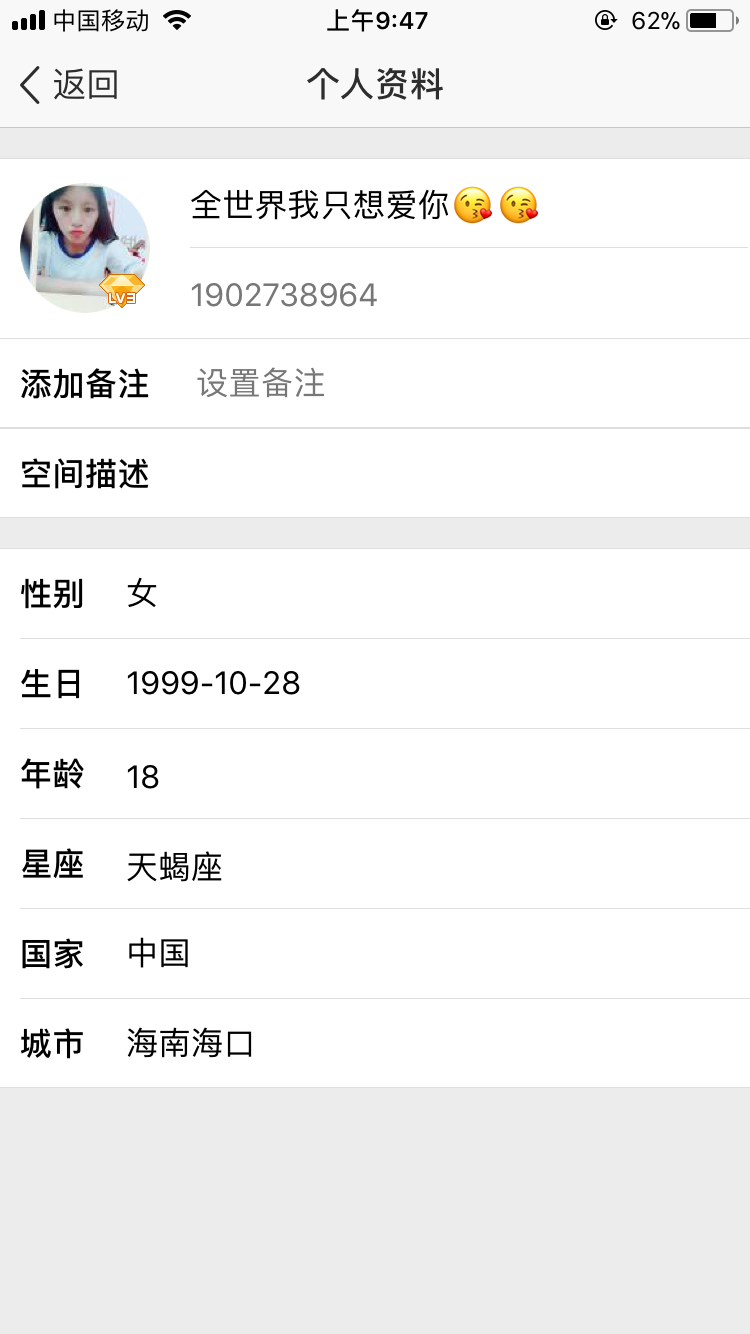 中国移动 上午9:47 62%
返回 个人资料
全世界我只想爱你😘😘
LV3
1902738964
添加备注 设置备注
空间描述
性别 女
生日 1999-10-28
年龄 18
星座 天蝎座
国家 中国
城市 海南海口